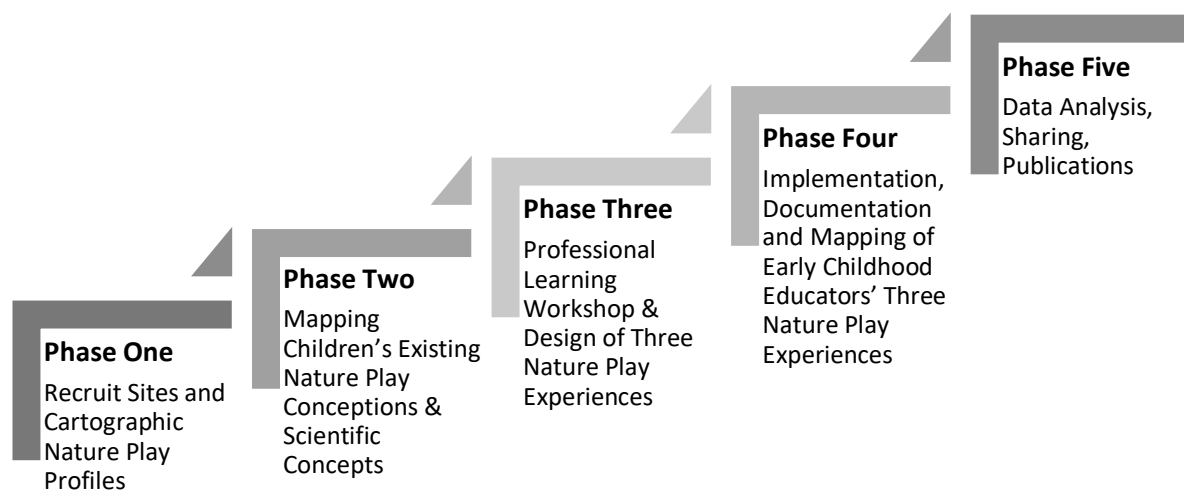 Phase One
Recruit Sites and
Cartographic
Nature Play
Profiles
Phase Two
Mapping
Children’s Existing
Nature Play
Conceptions &
Scientific
Concepts
Phase Three
Professional
Learning
Workshop &
Design of Three
Nature Play
Experiences
Phase Four
Implementation,
Documentation
and Mapping of
Early Childhood
Educators’ Three
Nature Play
Experiences
Phase Five
Data Analysis,
Sharing,
Publications